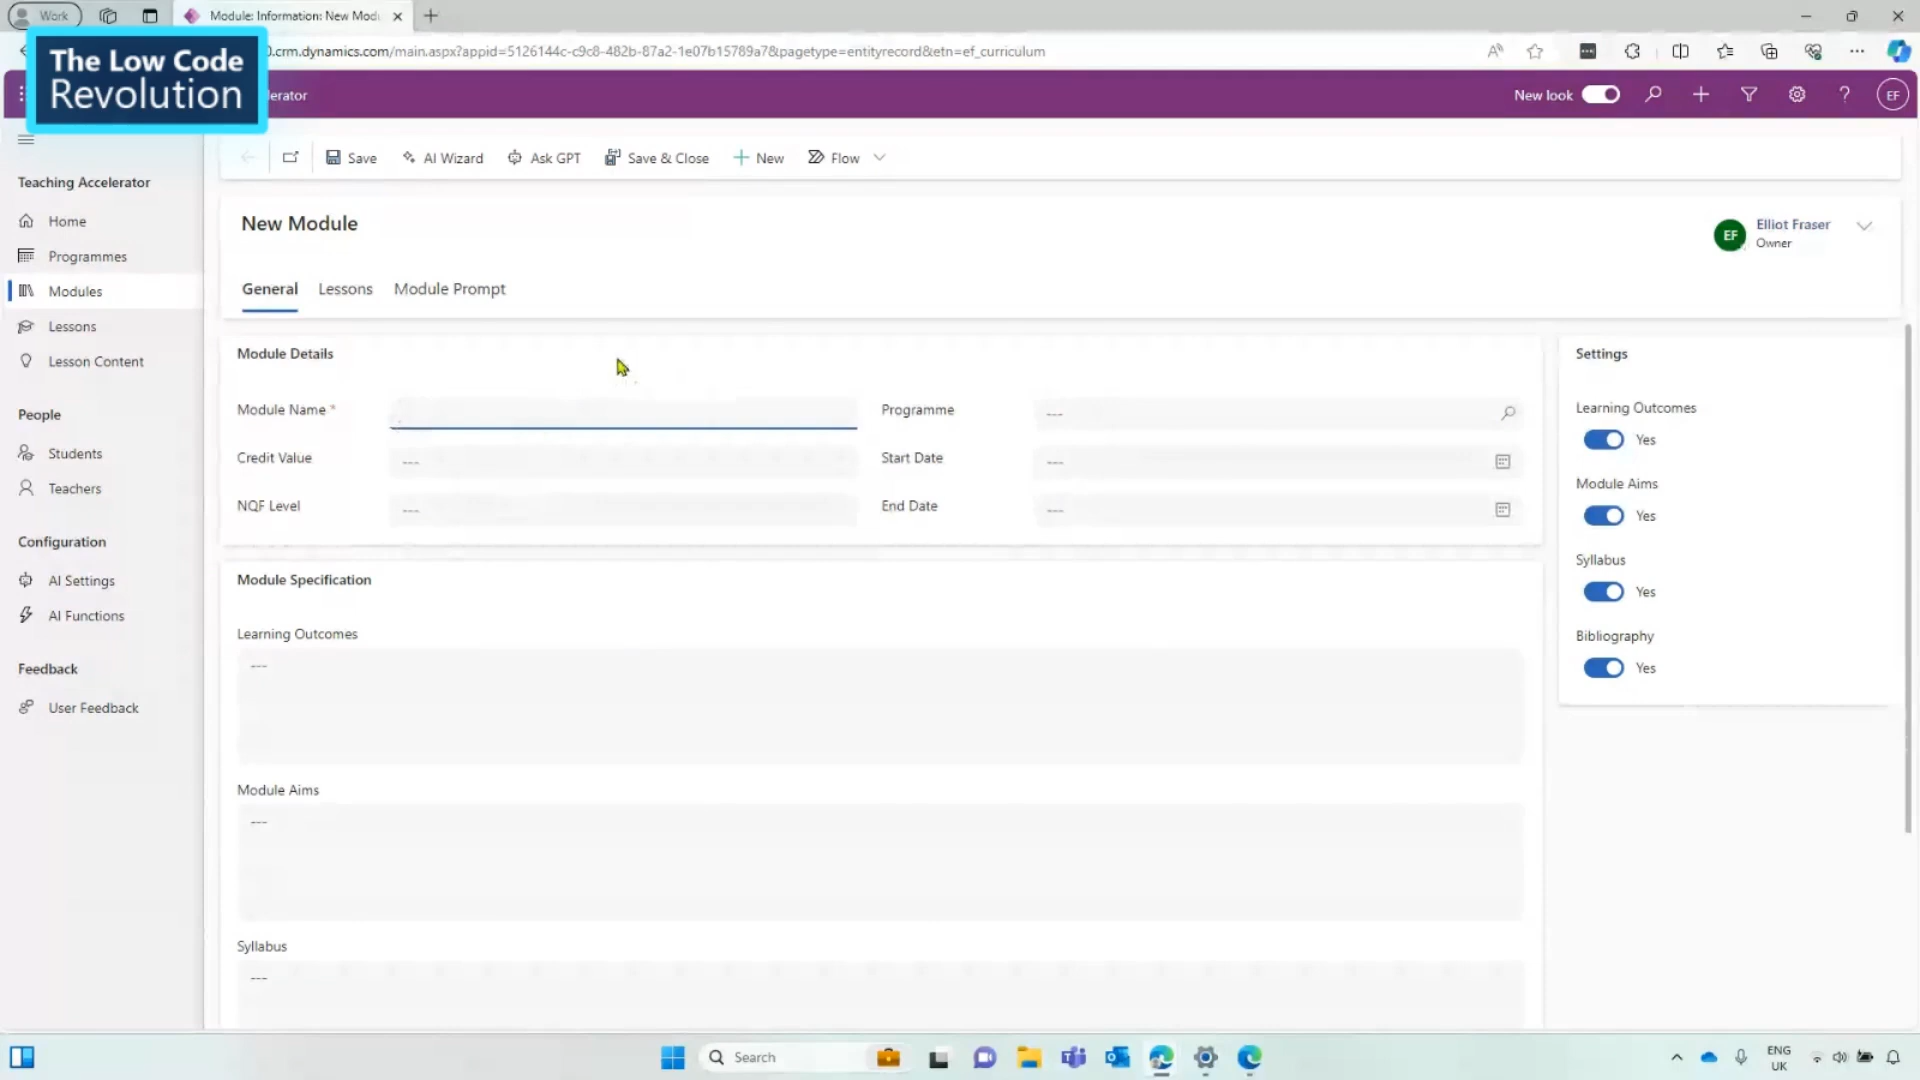 Work
Module: Information: New Modu
The Low Code
Revolution
0.crm.dynamics.com/main.aspx?appid=5126144c-c9c8-482b-87a2-1e07b15789a7&pagetype=entityrecord&etn=ef_curriculum
lerator
New look
EF
Save
AI Wizard
Ask GPT
Save & Close
New
Flow
Teaching Accelerator
Home
Programmes
Modules
Lessons
Lesson Content
People
Students
Teachers
Configuration
AI Settings
AI Functions
Feedback
User Feedback
New Module
EF
Elliot Fraser
Owner
General
Lessons
Module Prompt
Module Details
Module Name *
Programme
---
Credit Value
---
Start Date
---
NQF Level
---
End Date
---
Module Specification
Learning Outcomes
---
Module Aims
---
Syllabus
---
Settings
Learning Outcomes
Yes
Module Aims
Yes
Syllabus
Yes
Bibliography
Yes
Search
ENG
UK